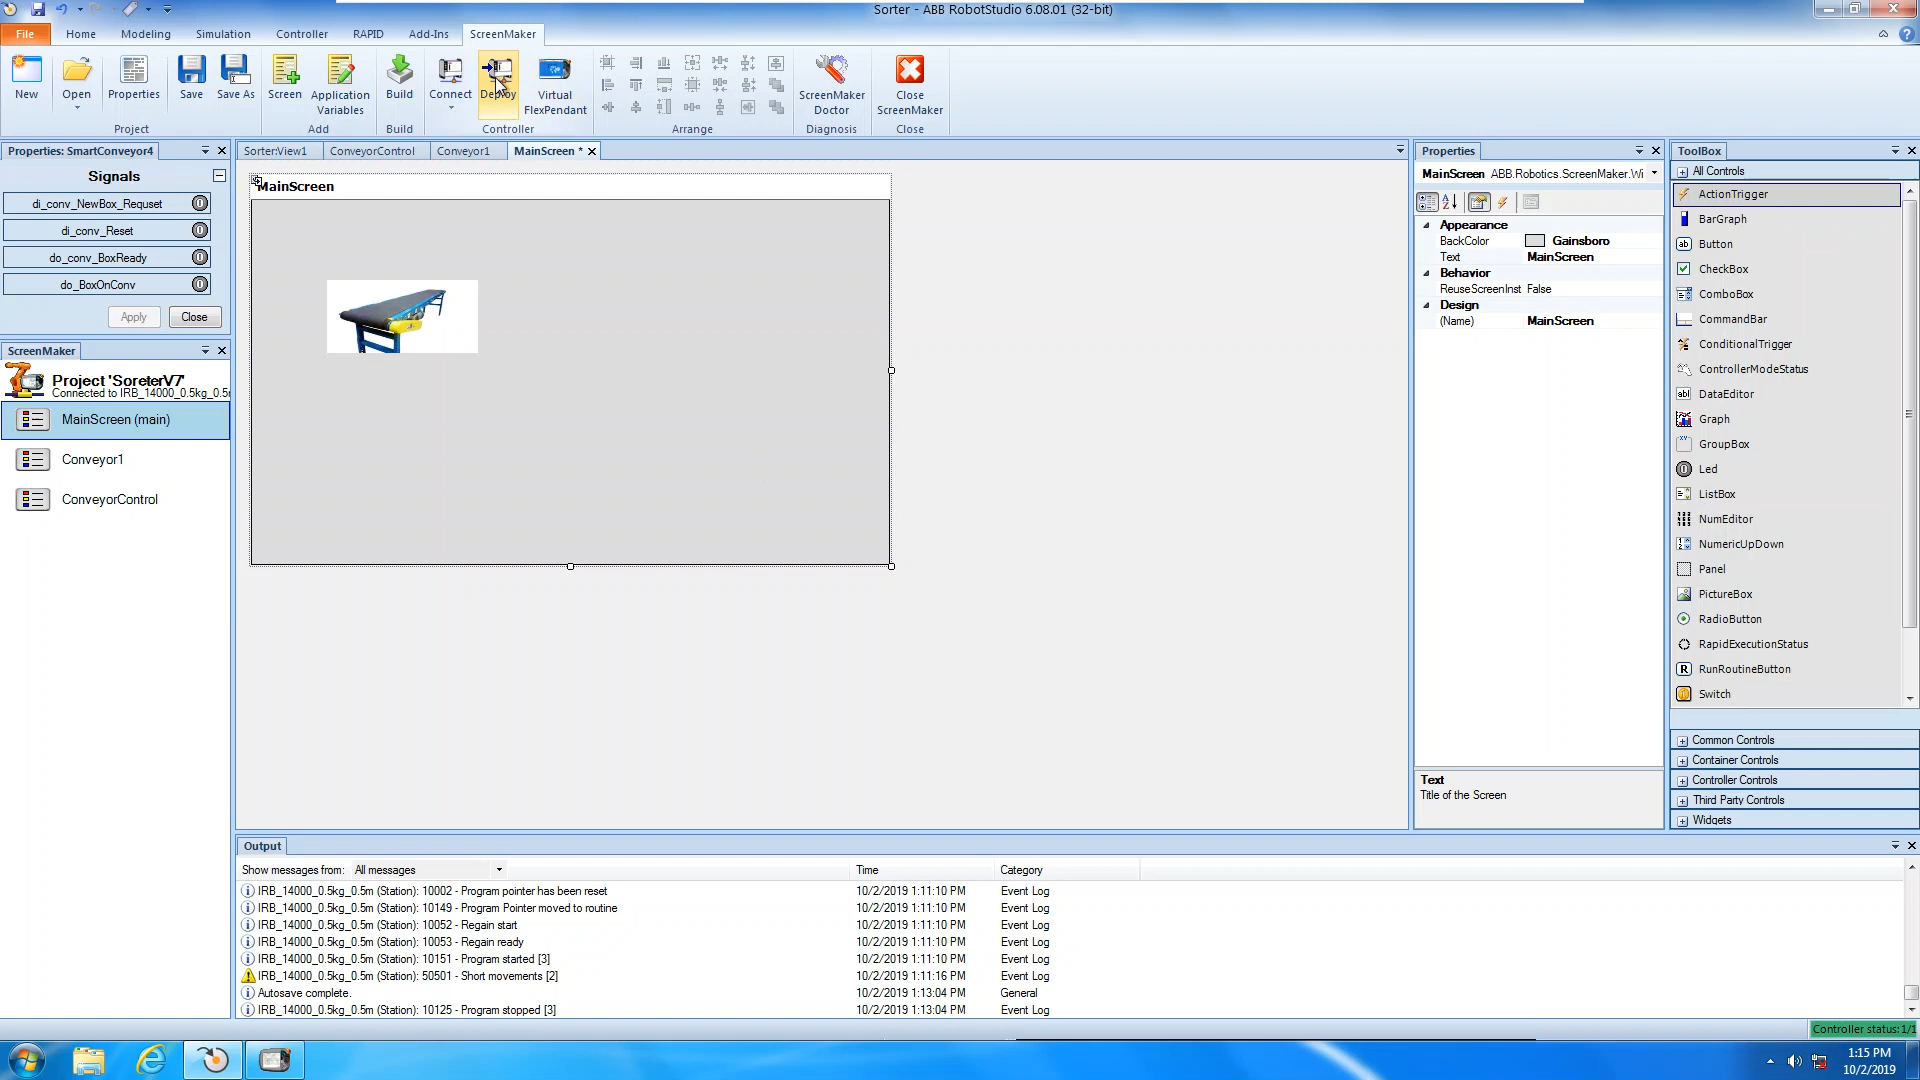 Sorter - ABB RobotStudio 6.08.01 (32-bit)
File Home Modeling Simulation Controller RAPID Add-Ins ScreenMaker
New Open Properties Save Save As Screen Application Variables Build Connect Deploy Virtual FlexPendant ScreenMaker Doctor Close ScreenMaker
Project Add Build Controller Arrange Diagnosis Close
Properties: SmartConveyor4
Signals
di_conv_NewBox_Requset
di_conv_Reset
do_conv_BoxReady
do_BoxOnConv
Apply Close
ScreenMaker
Project 'SoreterV7'
Connected to IRB_14000_0.5kg_0.5
MainScreen (main)
Conveyor1
ConveyorControl
Sorter:View1 ConveyorControl Conveyor1 MainScreen *
MainScreen
Properties
MainScreen ABB.Robotics.ScreenMaker.Wi
Appearance
BackColor Gainsboro
Text MainScreen
Behavior
ReuseScreenInst False
Design
(Name) MainScreen
Text
Title of the Screen
ToolBox
All Controls
ActionTrigger
BarGraph
Button
CheckBox
ComboBox
CommandBar
ConditionalTrigger
ControllerModeStatus
DataEditor
Graph
GroupBox
Led
ListBox
NumEditor
NumericUpDown
Panel
PictureBox
RadioButton
RapidExecutionStatus
RunRoutineButton
Switch
Common Controls
Container Controls
Controller Controls
Third Party Controls
Widgets
Output
Show messages from: All messages Time Category
IRB_14000_0.5kg_0.5m (Station): 10002 - Program pointer has been reset 10/2/2019 1:11:10 PM Event Log
IRB_14000_0.5kg_0.5m (Station): 10149 - Program Pointer moved to routine 10/2/2019 1:11:10 PM Event Log
IRB_14000_0.5kg_0.5m (Station): 10052 - Regain start 10/2/2019 1:11:10 PM Event Log
IRB_14000_0.5kg_0.5m (Station): 10053 - Regain ready 10/2/2019 1:11:10 PM Event Log
IRB_14000_0.5kg_0.5m (Station): 10151 - Program started [3] 10/2/2019 1:11:10 PM Event Log
IRB_14000_0.5kg_0.5m (Station): 50501 - Short movements [2] 10/2/2019 1:11:16 PM Event Log
Autosave complete. 10/2/2019 1:13:04 PM General
IRB_14000_0.5kg_0.5m (Station): 10125 - Program stopped [3] 10/2/2019 1:13:04 PM Event Log
Controller status: 1/1
1:15 PM
10/2/2019